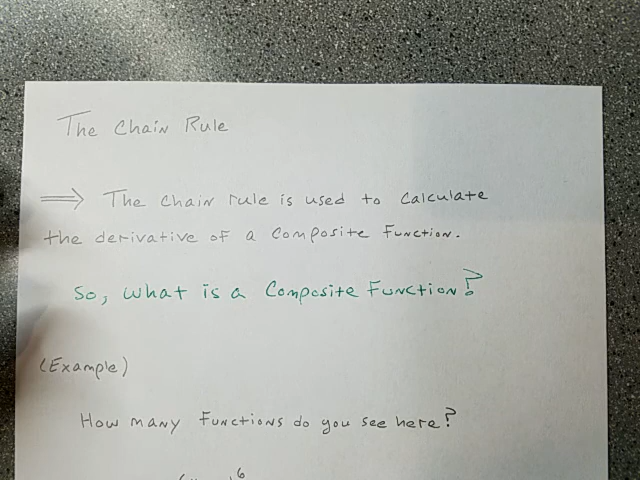 The Chain Rule
⇒ The Chain rule is used to Calculate
the derivative of a Composite Function.
So, What is a Composite Function?
(Example)
How many Functions do you see here?
6